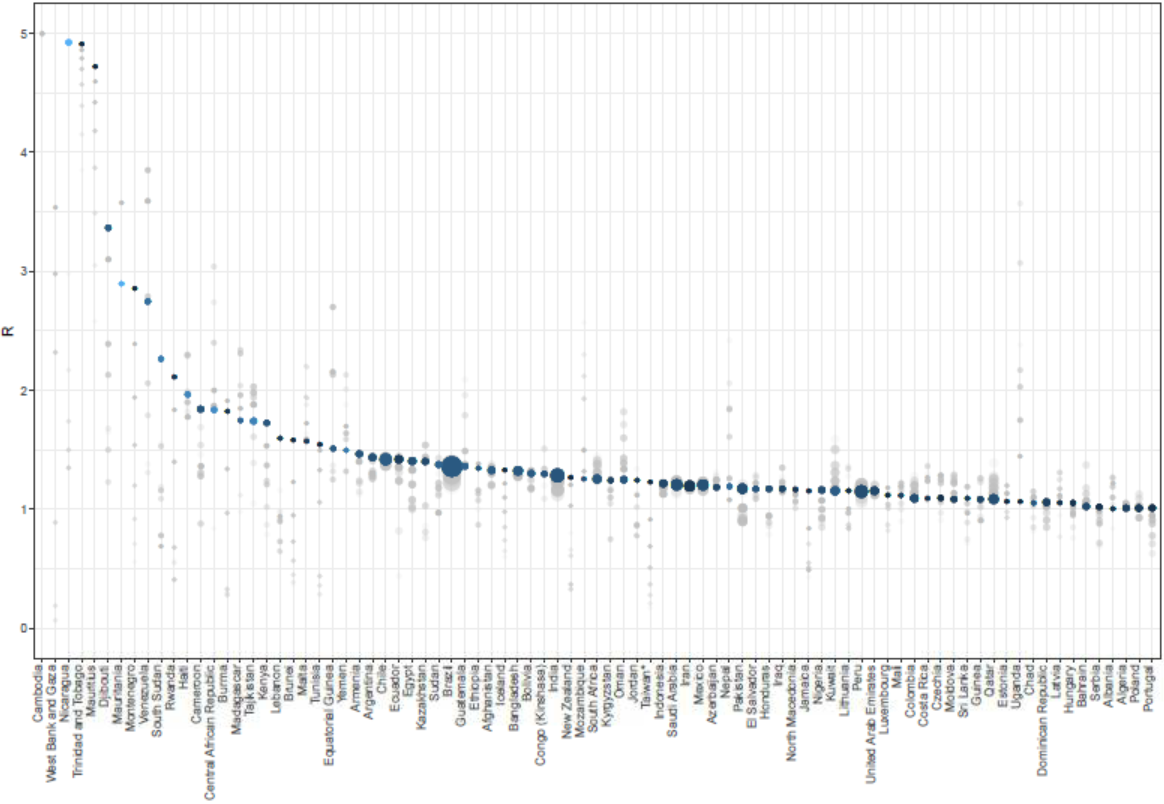 R
5
4
3
2
1
0
Cambodia
West Bank and Gaza
Nicaragua
Trinidad and Tobago
Mauritius
Djibouti
Mauritania
Montenegro
Venezuela
South Sudan
Rwanda
Haiti
Cameroon
Central African Republic
Burma
Madagascar
Tajikistan
Kenya
Lebanon
Brunei
Malta
Tunisia
Equatorial Guinea
Yemen
Armenia
Argentina
Chile
Ecuador
Egypt
Kazakhstan
Sudan
Brazil
Guatemala
Ethiopia
Afghanistan
Iceland
Bangladesh
Bolivia
Congo (Kinshasa)
India
New Zealand
Mozambique
South Africa
Kyrgyzstan
Oman
Jordan
Taiwan*
Indonesia
Saudi Arabia
Iran
Mexico
Azerbaijan
Nepal
Pakistan
El Salvador
Honduras
Iraq
North Macedonia
Jamaica
Nigeria
Kuwait
Lithuania
Peru
United Arab Emirates
Luxembourg
Mali
Colombia
Costa Rica
Czechia
Moldova
Sri Lanka
Guinea
Qatar
Estonia
Uganda
Chad
Dominican Republic
Latvia
Hungary
Bahrain
Serbia
Albania
Algeria
Poland
Portugal